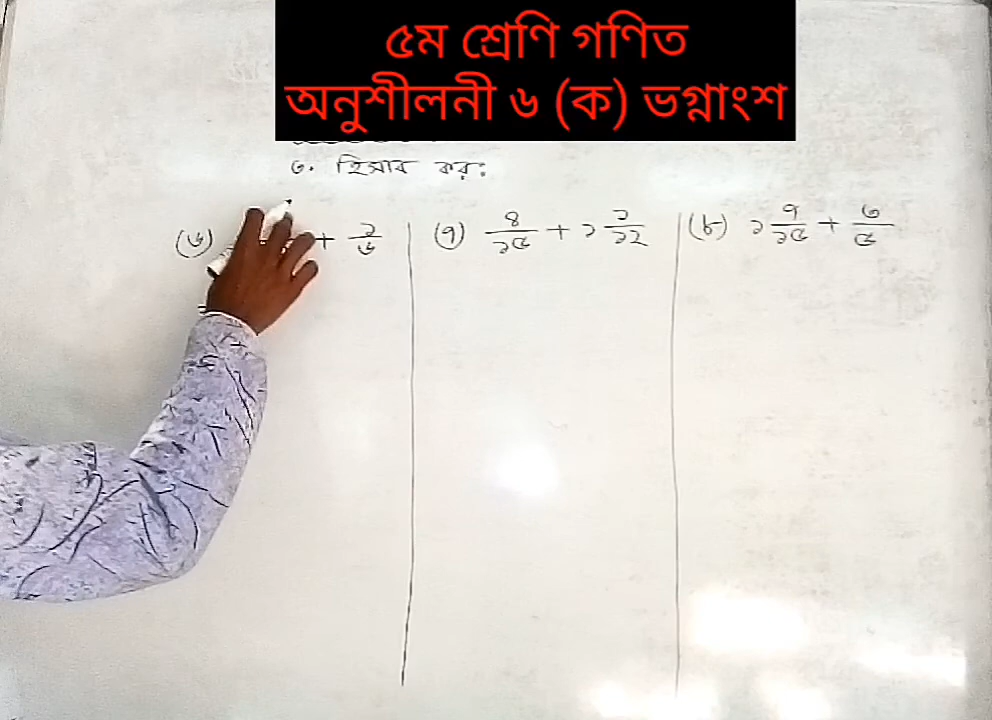 ৫ম শ্রেণি গণিত
অনুশীলনী ৬ (ক) ভগ্নাংশ
৩. হিসাব কর:
(৬) + ১/৬
(৭) ৪/১৫ + ১ ১/১২
(৮) ১ ৭/১৫ + ৩/৫